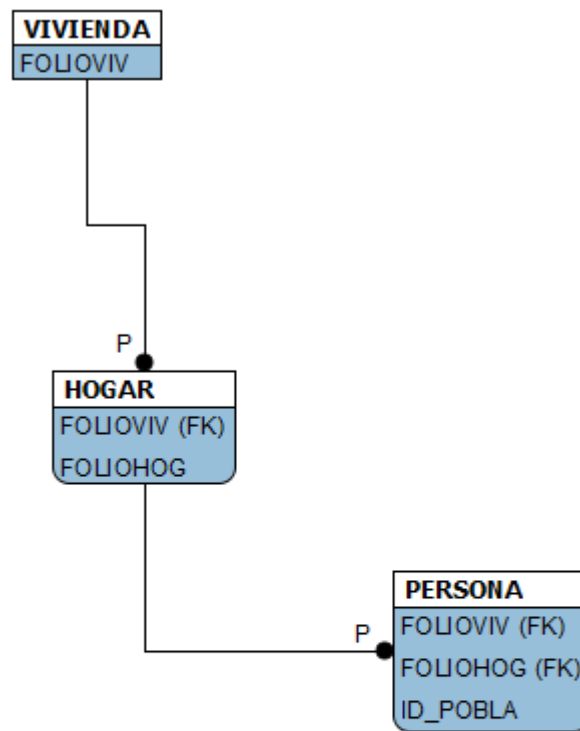 VIVIENDA
FOLIOVIV
P
HOGAR
FOLIOVIV (FK)
FOLIOHOG
P
PERSONA
FOLIOVIV (FK)
FOLIOHOG (FK)
ID_POBLA